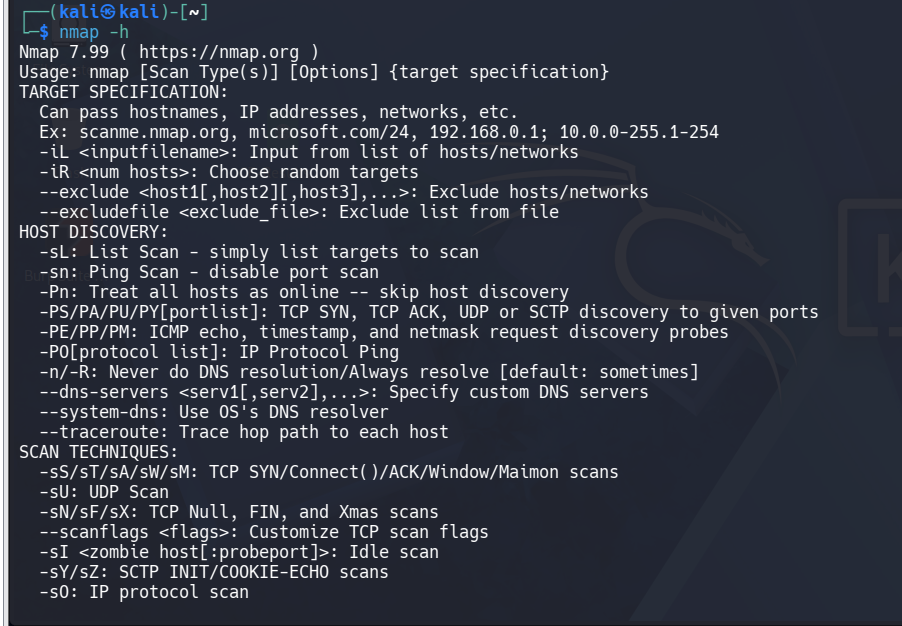 ┌──(kali㉿kali)-[~]
└─$ nmap -h
Nmap 7.99 ( https://nmap.org )
Usage: nmap [Scan Type(s)] [Options] {target specification}
TARGET SPECIFICATION:
  Can pass hostnames, IP addresses, networks, etc.
  Ex: scanme.nmap.org, microsoft.com/24, 192.168.0.1; 10.0.0-255.1-254
  -iL <inputfilename>: Input from list of hosts/networks
  -iR <num hosts>: Choose random targets
  --exclude <host1[,host2][,host3],...>: Exclude hosts/networks
  --excludefile <exclude_file>: Exclude list from file
HOST DISCOVERY:
  -sL: List Scan - simply list targets to scan
  -sn: Ping Scan - disable port scan
  -Pn: Treat all hosts as online -- skip host discovery
  -PS/PA/PU/PY[portlist]: TCP SYN, TCP ACK, UDP or SCTP discovery to given ports
  -PE/PP/PM: ICMP echo, timestamp, and netmask request discovery probes
  -PO[protocol list]: IP Protocol Ping
  -n/-R: Never do DNS resolution/Always resolve [default: sometimes]
  --dns-servers <serv1[,serv2],...>: Specify custom DNS servers
  --system-dns: Use OS's DNS resolver
  --traceroute: Trace hop path to each host
SCAN TECHNIQUES:
  -sS/sT/sA/sW/sM: TCP SYN/Connect()/ACK/Window/Maimon scans
  -sU: UDP Scan
  -sN/sF/sX: TCP Null, FIN, and Xmas scans
  --scanflags <flags>: Customize TCP scan flags
  -sI <zombie host[:probeport]>: Idle scan
  -sY/sZ: SCTP INIT/COOKIE-ECHO scans
  -sO: IP protocol scan